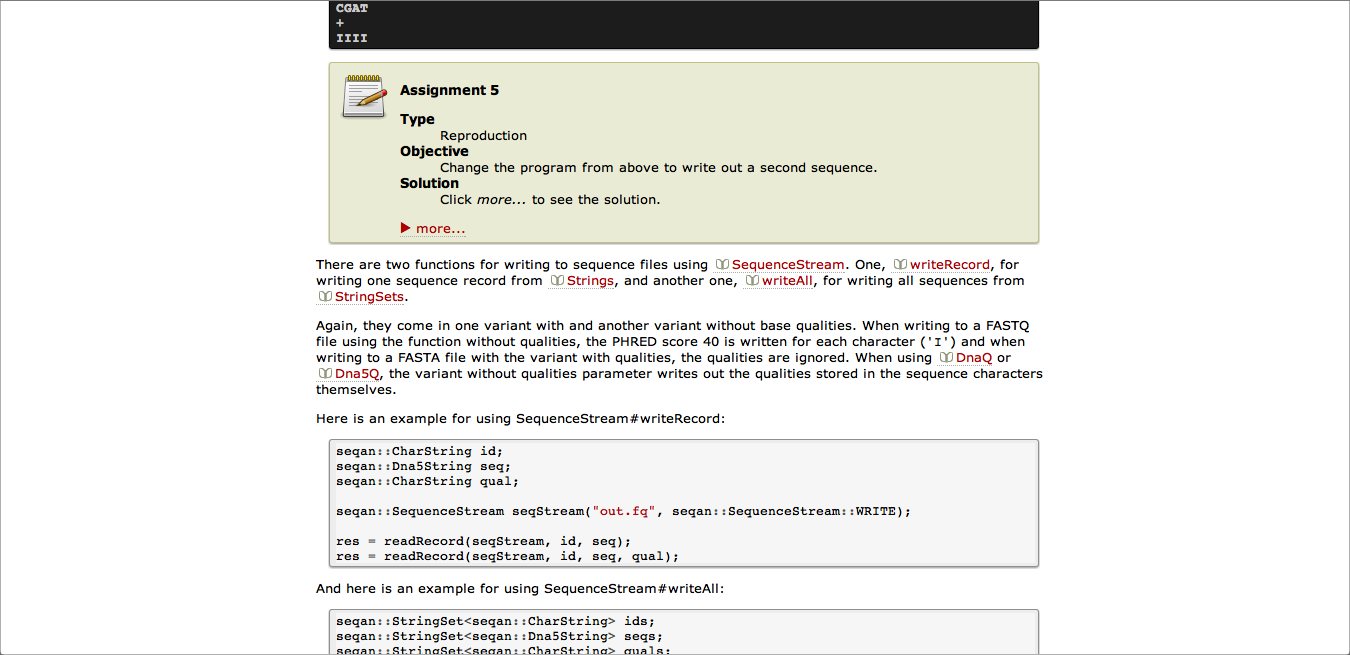 CGAT
+
IIII
Assignment 5
Type
Reproduction
Objective
Change the program from above to write out a second sequence.
Solution
Click more... to see the solution.
more...
There are two functions for writing to sequence files using SequenceStream. One, writeRecord, for
writing one sequence record from Strings, and another one, writeAll, for writing all sequences from
StringSets.
Again, they come in one variant with and another variant without base qualities. When writing to a FASTQ
file using the function without qualities, the PHRED score 40 is written for each character ('I') and when
writing to a FASTA file with the variant with qualities, the qualities are ignored. When using DnaQ or
Dna5Q, the variant without qualities parameter writes out the qualities stored in the sequence characters
themselves.
Here is an example for using SequenceStream#writeRecord:
seqan::CharString id;
seqan::Dna5String seq;
seqan::CharString qual;
seqan::SequenceStream seqStream("out.fq", seqan::SequenceStream::WRITE);
res = readRecord(seqStream, id, seq);
res = readRecord(seqStream, id, seq, qual);
And here is an example for using SequenceStream#writeAll:
seqan::StringSet<seqan::CharString> ids;
seqan::StringSet<seqan::Dna5String> seqs;
seqan::StringSet<seqan::CharString> quals;